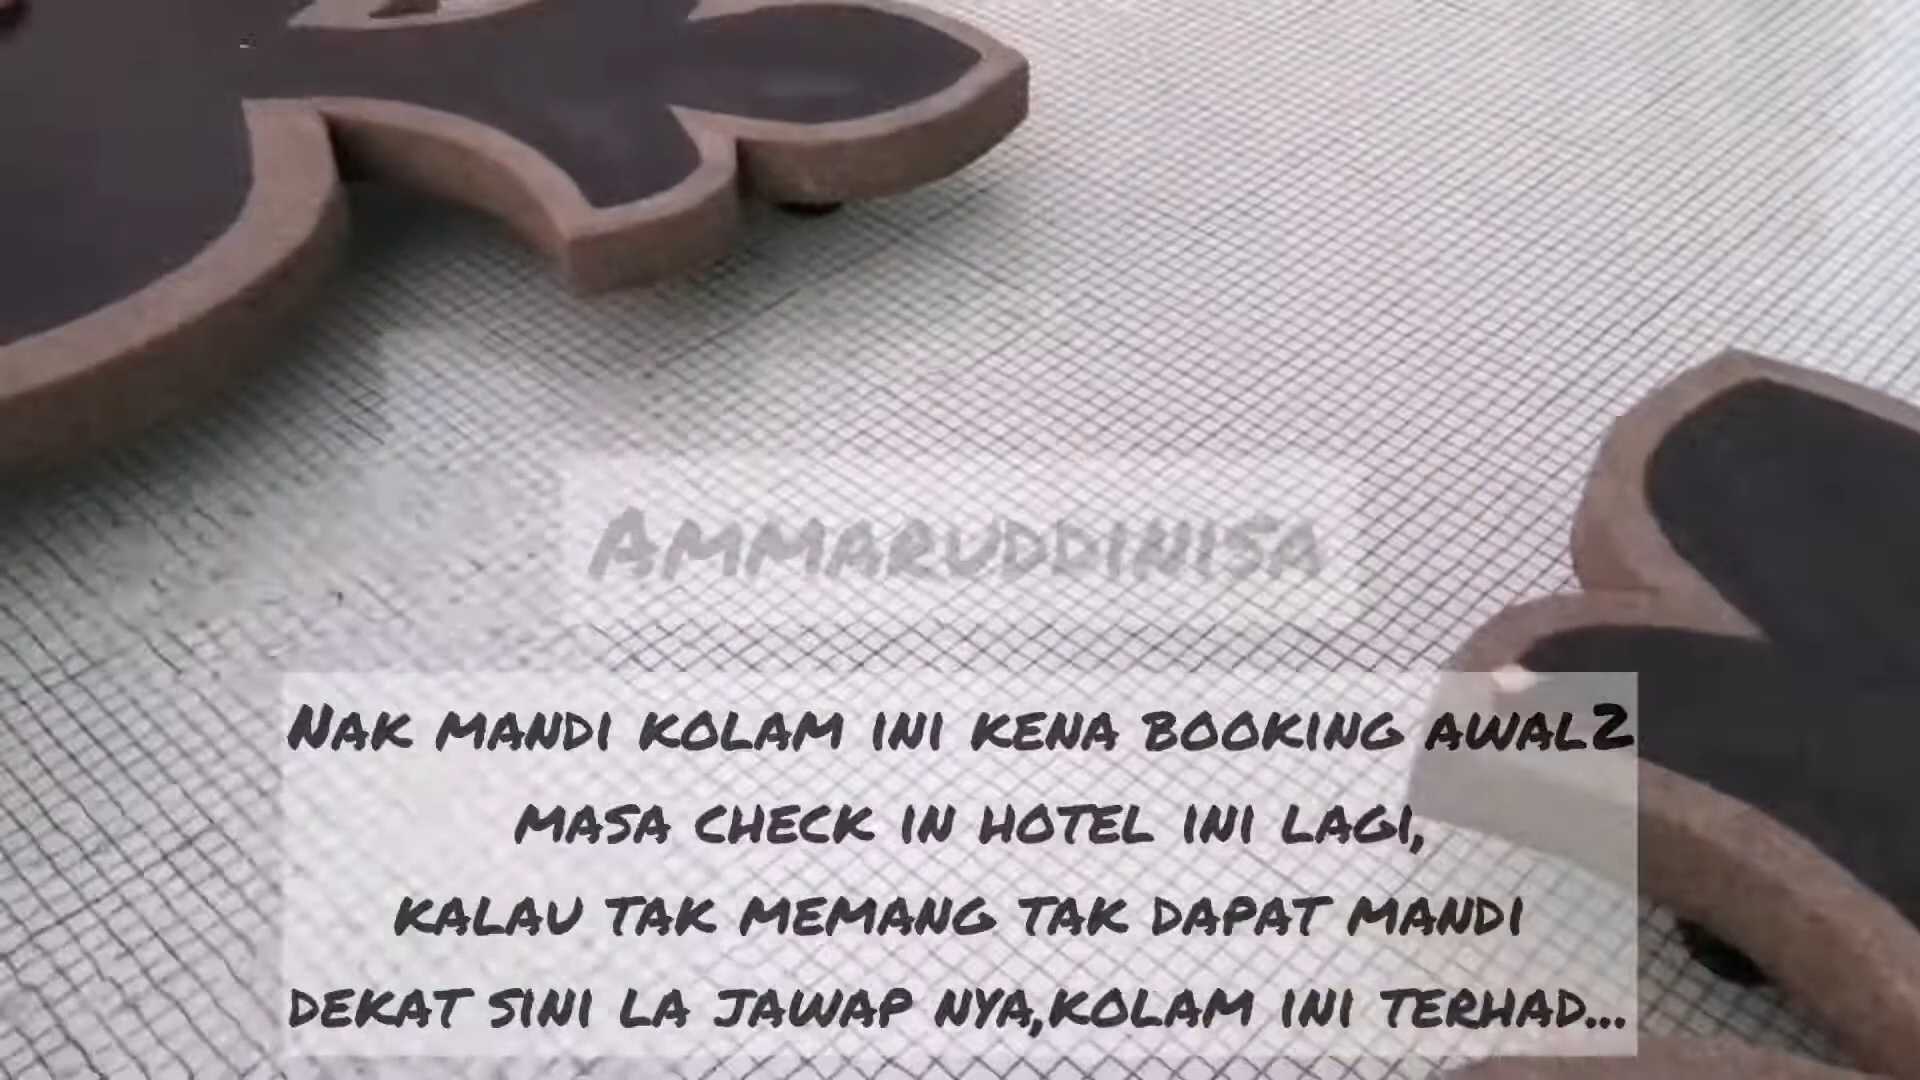 Ammaruddinisa
Nak mandi kolam ini kena booking awal2
masa check in hotel ini lagi,
kalau tak memang tak dapat mandi
dekat sini la jawap nya,kolam ini terhad...